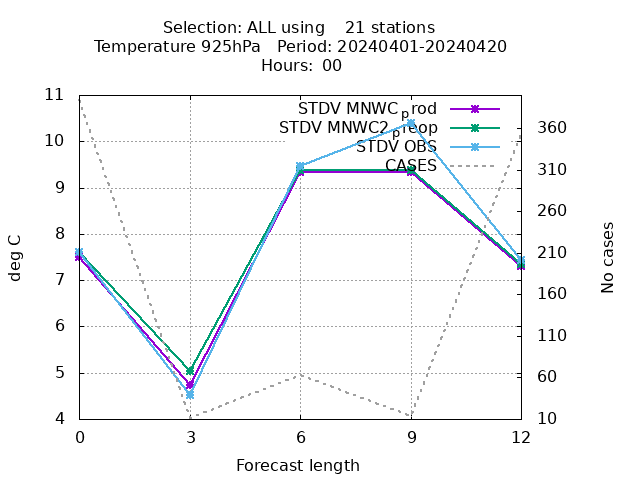 Selection: ALL using 21 stations
Temperature 925hPa Period: 20240401-20240420
Hours: 00
STDV MNWC_prod
STDV MNWC2_preop
STDV OBS
CASES
11
10
9
8
7
6
5
4
deg C
360
310
260
210
160
110
60
10
No cases
0 3 6 9 12
Forecast length